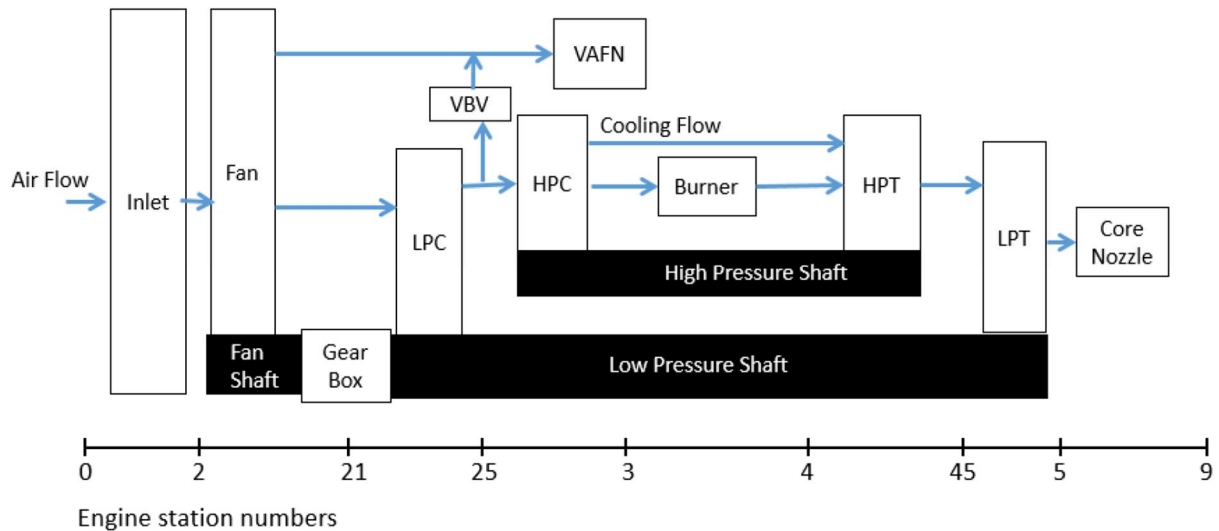 VAFN
VBV
Cooling Flow
Air Flow
Inlet
Fan
LPC
HPC
Burner
HPT
LPT
Core
Nozzle
High Pressure Shaft
Fan
Shaft
Gear
Box
Low Pressure Shaft
0 2 21 25 3 4 45 5 9
Engine station numbers